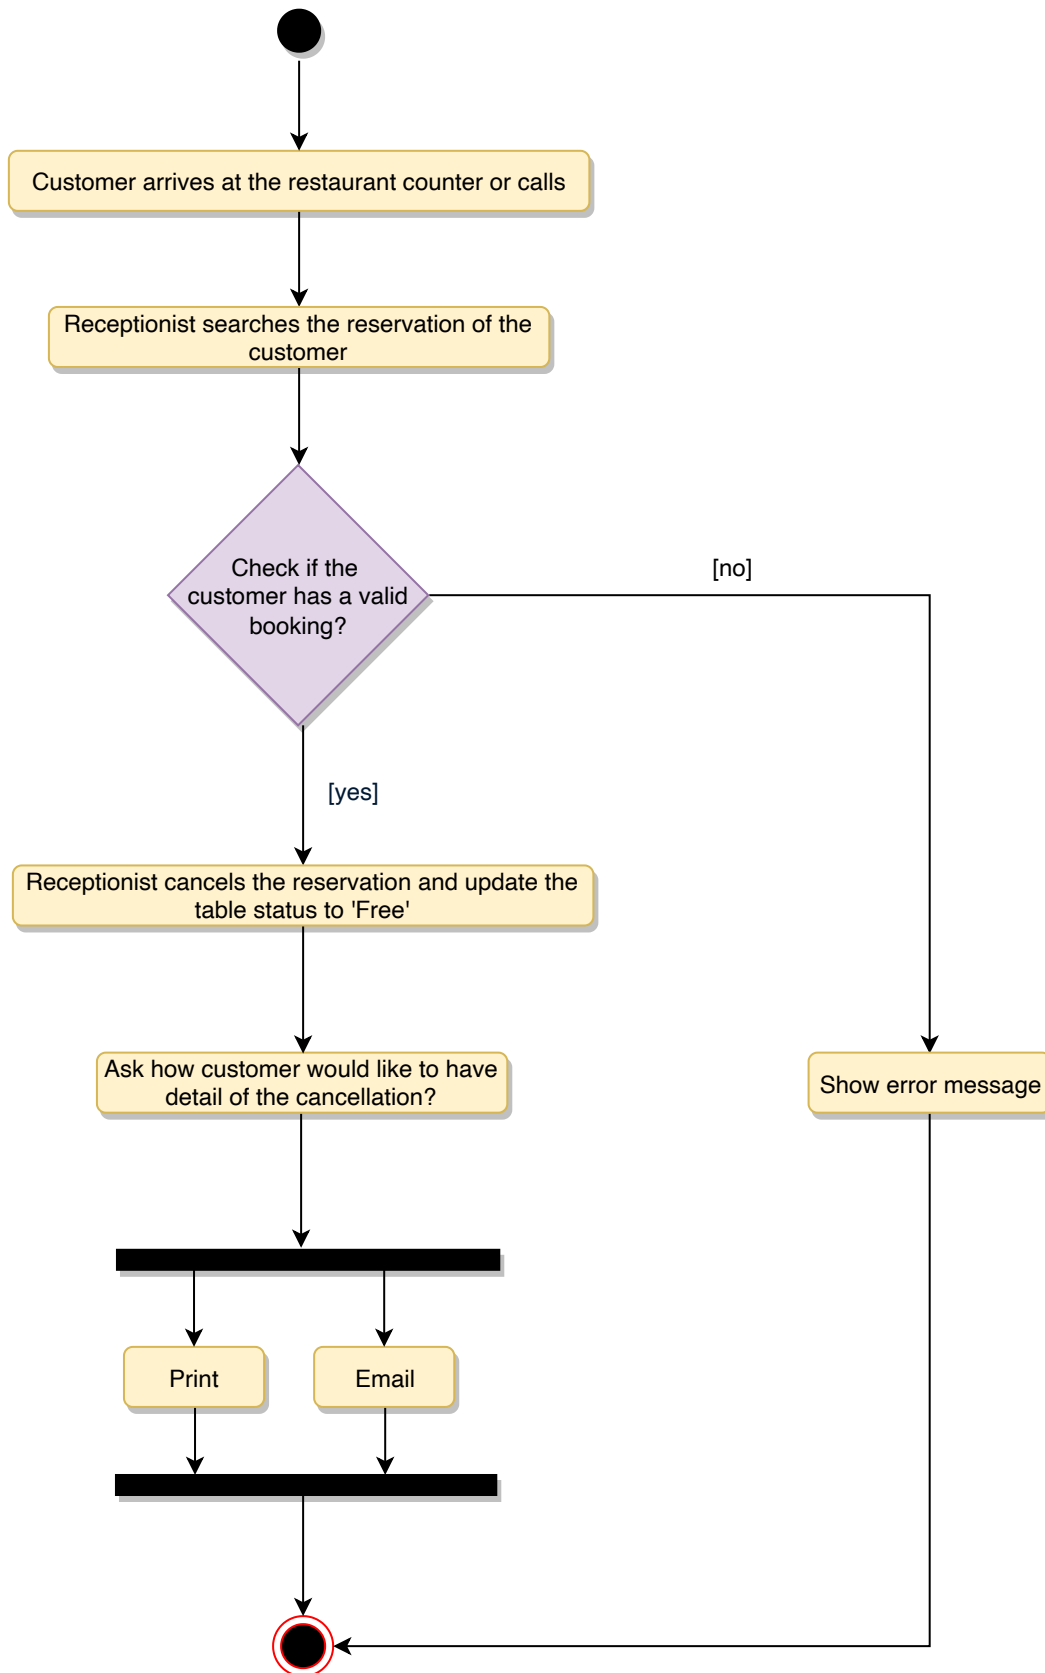 Customer arrives at the restaurant counter or calls
Receptionist searches the reservation of the
customer
Check if the
customer has a valid
booking?
[no]
[yes]
Receptionist cancels the reservation and update the
table status to 'Free'
Ask how customer would like to have
detail of the cancellation?
Show error message
Print
Email